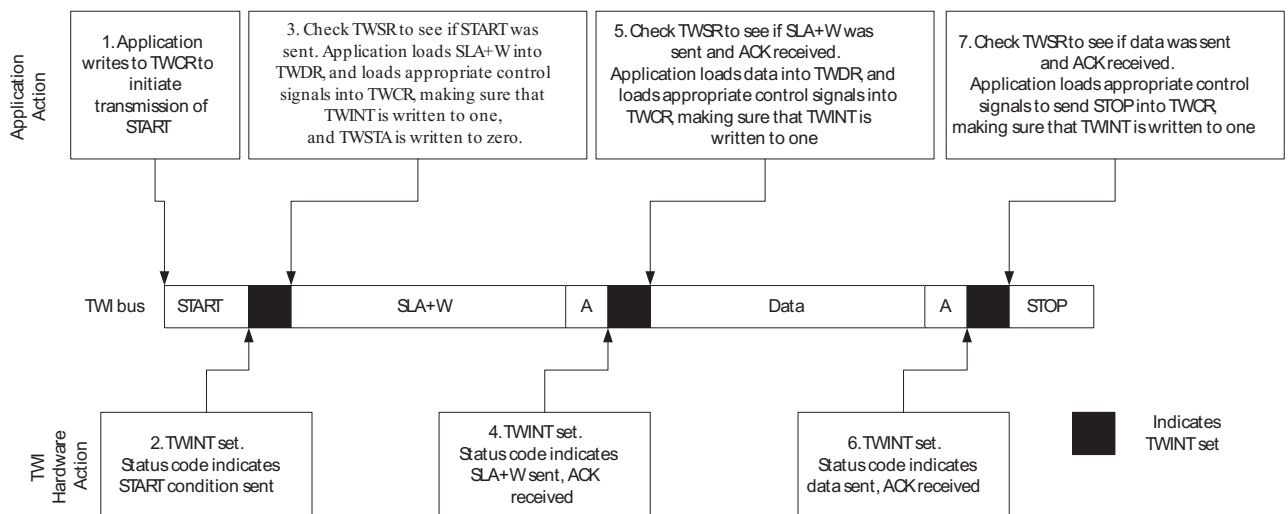 Application
Action
1. Application
writes to TWCR to
initiate
transmission of
START
3. Check TWSR to see if START was
sent. Application loads SLA+W into
TWDR, and loads appropriate control
signals into TWCR, making sure that
TWINT is written to one,
and TWSTA is written to zero.
5. Check TWSR to see if SLA+W was
sent and ACK received.
Application loads data into TWDR, and
loads appropriate control signals into
TWCR, making sure that TWINT is
written to one
7. Check TWSR to see if data was sent
and ACK received.
Application loads appropriate control
signals to send STOP into TWCR,
making sure that TWINT is written to one
TWI bus
START
SLA+W
A
Data
A
STOP
TWI
Hardware
Action
2. TWINT set.
Status code indicates
START condition sent
4. TWINT set.
Status code indicates
SLA+W sent, ACK
received
6. TWINT set.
Status code indicates
data sent, ACK received
Indicates
TWINT set